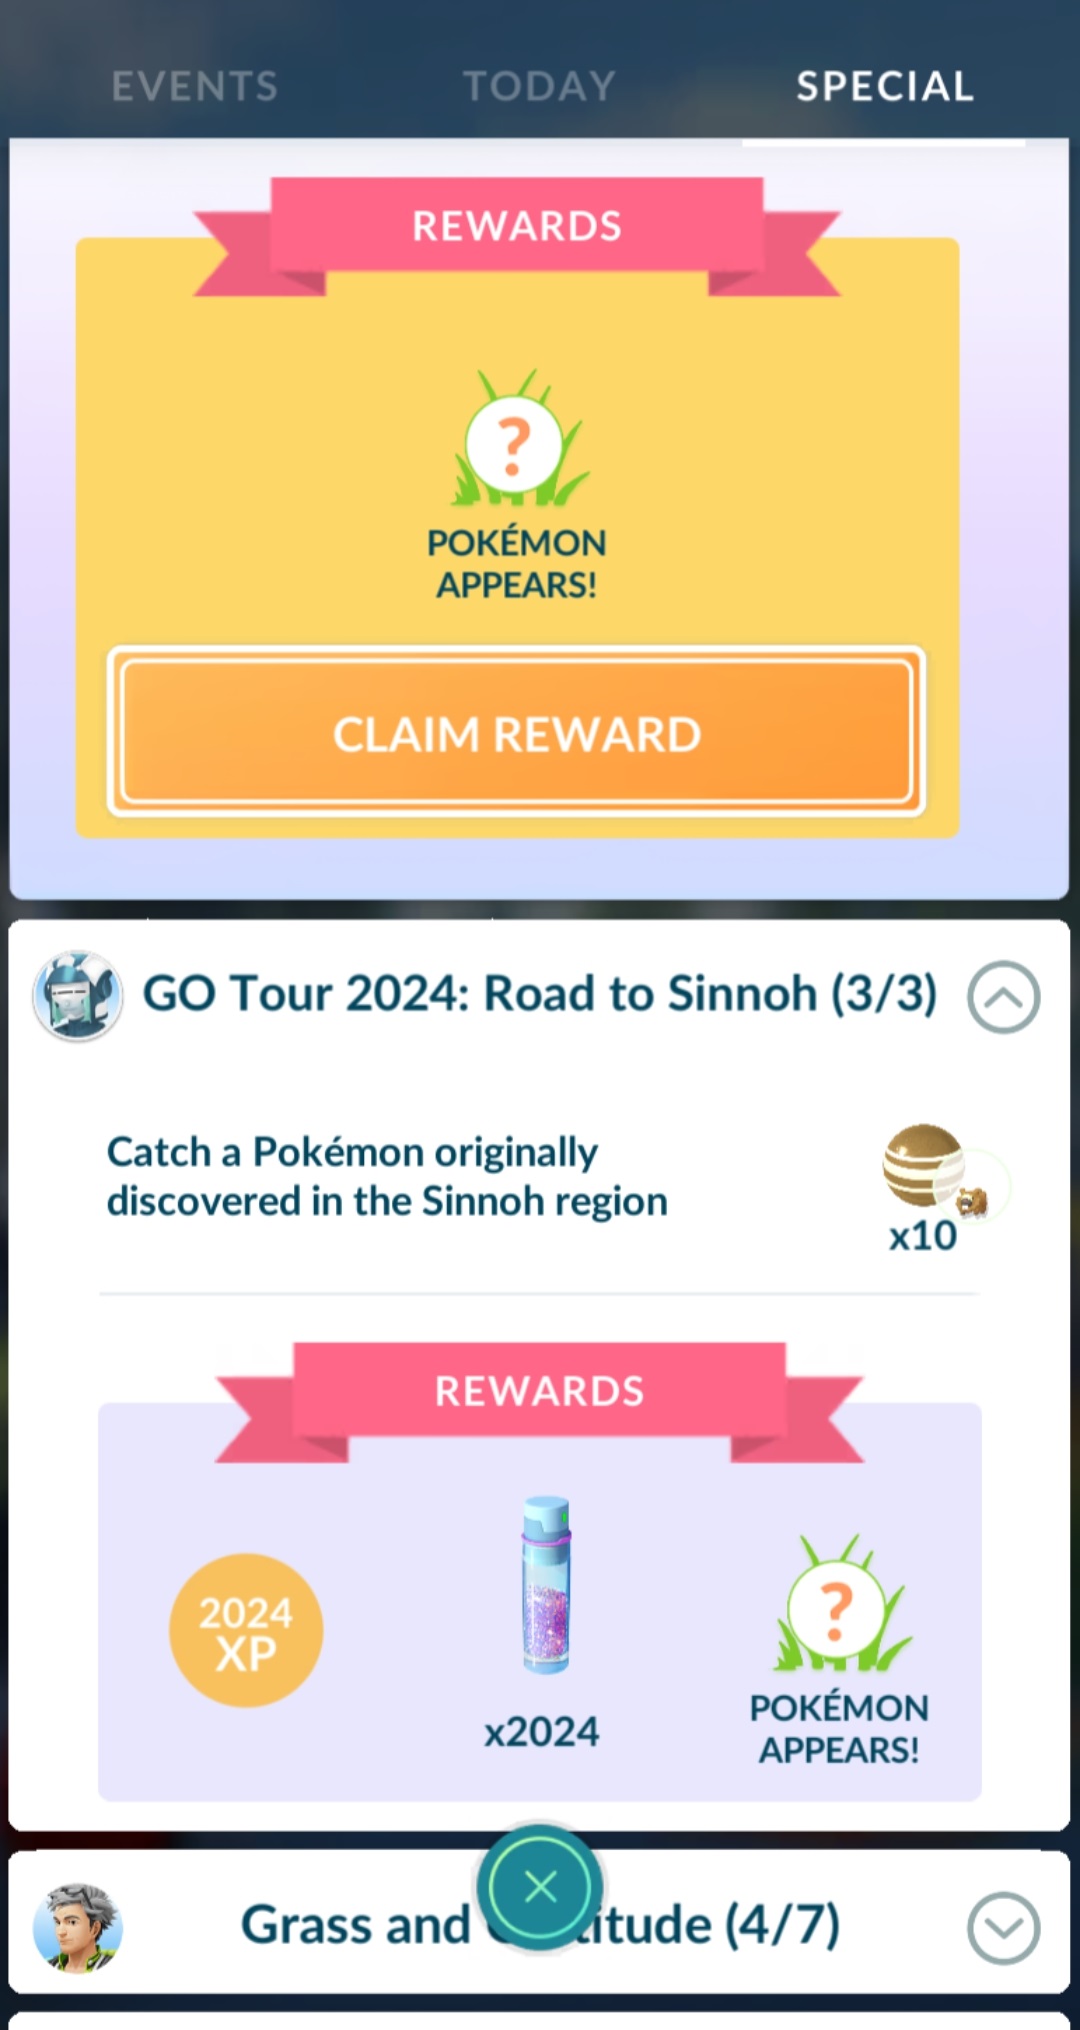 EVENTS
TODAY
SPECIAL
REWARDS
?
POKÉMON
APPEARS!
CLAIM REWARD
GO Tour 2024: Road to Sinnoh (3/3)
Catch a Pokémon originally
discovered in the Sinnoh region
x10
REWARDS
2024
XP
x2024
?
POKÉMON
APPEARS!
Grass and itude (4/7)